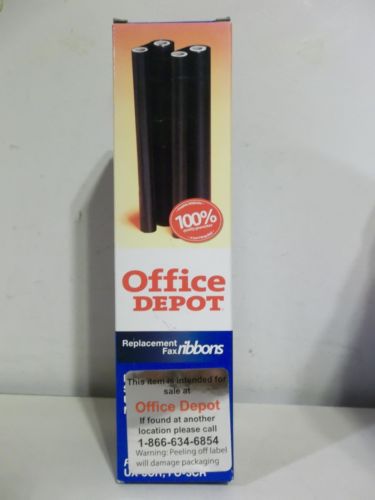 100%
Office
DEPOT
Replacement
Fax ribbons
This item is intended for
sale at
Office Depot
If found at another
location please call
1-866-634-6854
Warning: Peeling off label
will damage packaging